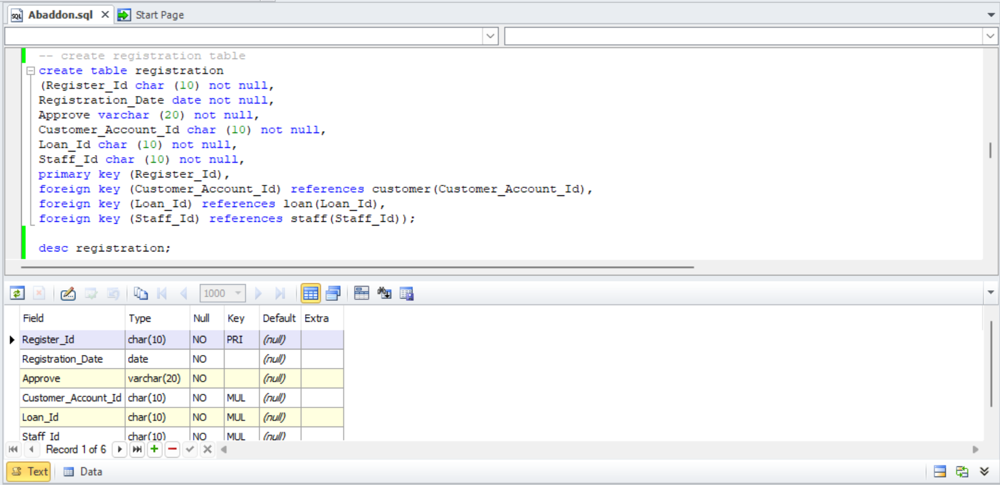 Abaddon.sql Start Page
-- create registration table
create table registration
(Register_Id char (10) not null,
Registration_Date date not null,
Approve varchar (20) not null,
Customer_Account_Id char (10) not null,
Loan_Id char (10) not null,
Staff_Id char (10) not null,
primary key (Register_Id),
foreign key (Customer_Account_Id) references customer(Customer_Account_Id),
foreign key (Loan_Id) references loan(Loan_Id),
foreign key (Staff_Id) references staff(Staff_Id));
desc registration;
1000
Field Type Null Key Default Extra
Register_Id char(10) NO PRI (null)
Registration_Date date NO (null)
Approve varchar(20) NO (null)
Customer_Account_Id char(10) NO MUL (null)
Loan_Id char(10) NO MUL (null)
Staff_Id char(10) NO MUL (null)
Record 1 of 6
Text Data